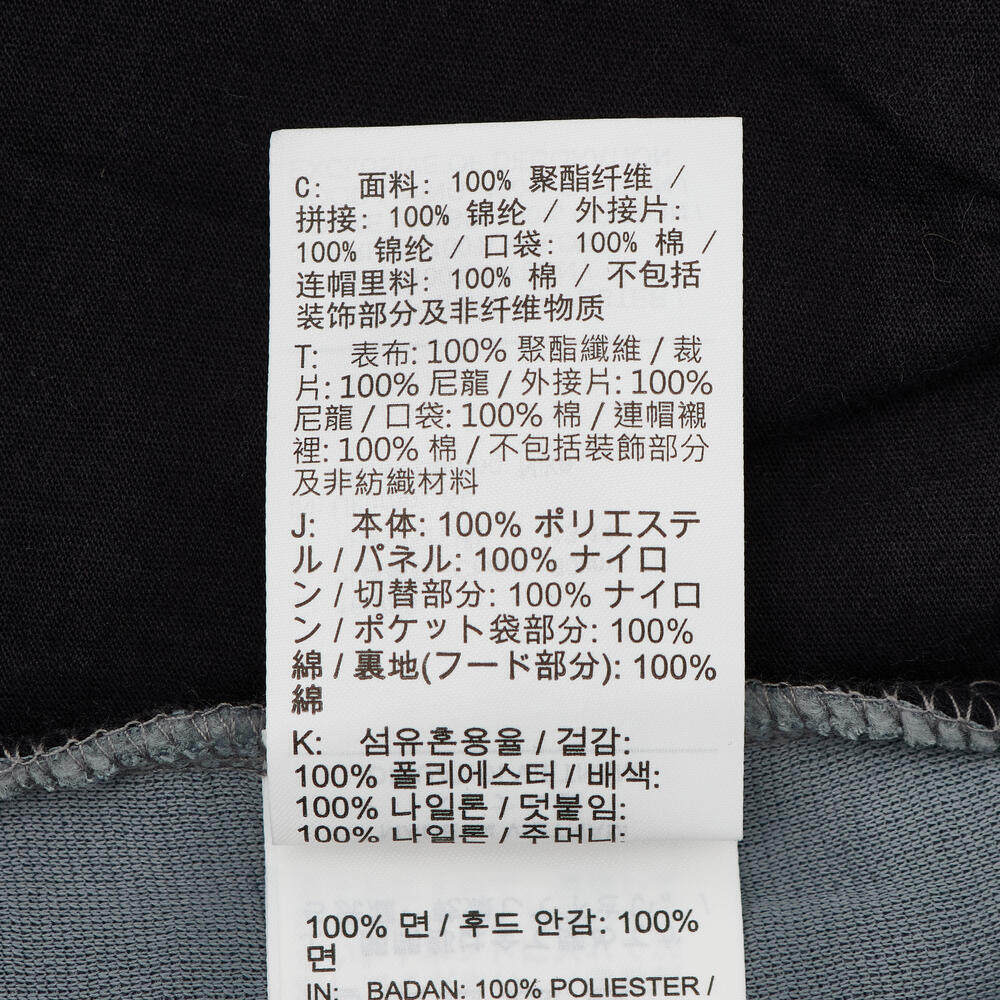 C: 面料: 100% 聚酯纤维 /
拼接: 100% 锦纶 / 外接片:
100% 锦纶 / 口袋: 100% 棉 /
连帽里料: 100% 棉 / 不包括
装饰部分及非纤维物质
T: 表布: 100% 聚酯纖維 / 裁
片: 100% 尼龍 / 外接片: 100%
尼龍 / 口袋: 100% 棉 / 連帽襯
裡: 100% 棉 / 不包括裝飾部分
及非紡織材料
J: 本体: 100% ポリエステ
ル / パネル: 100% ナイロ
ン / 切替部分: 100% ナイロ
ン / ポケット袋部分: 100%
綿 / 裏地(フード部分): 100%
綿
K: 섬유혼용율 / 겉감:
100% 폴리에스터 / 배색:
100% 나일론 / 덧붙임:
100% 나일론 / 주머니:
100% 면 / 후드 안감: 100%
면
IN: BADAN: 100% POLIESTER /